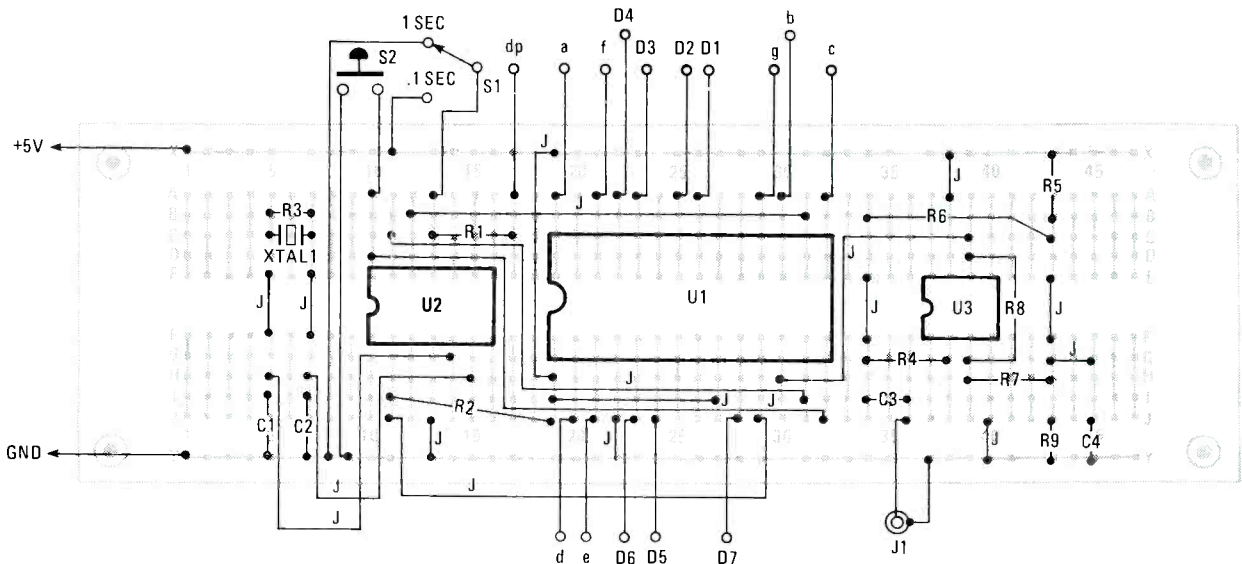 D4
b
1 SEC
S2
dp
a
f
D3
D2
D1
g
c
.1 SEC
S1
+5V
X
5
15
20
25
30
35
40
45
X
J
J
J
R5
A
A
R3
R1
R6
XTAL1
J
U2
U1
U3
R8
J
J
J
J
R4
J
R7
J
J
J
C3
C1
C2
R2
J
J
J
R9
C4
GND
Y
J
J
J
d
e
D6
D5
D7
J1